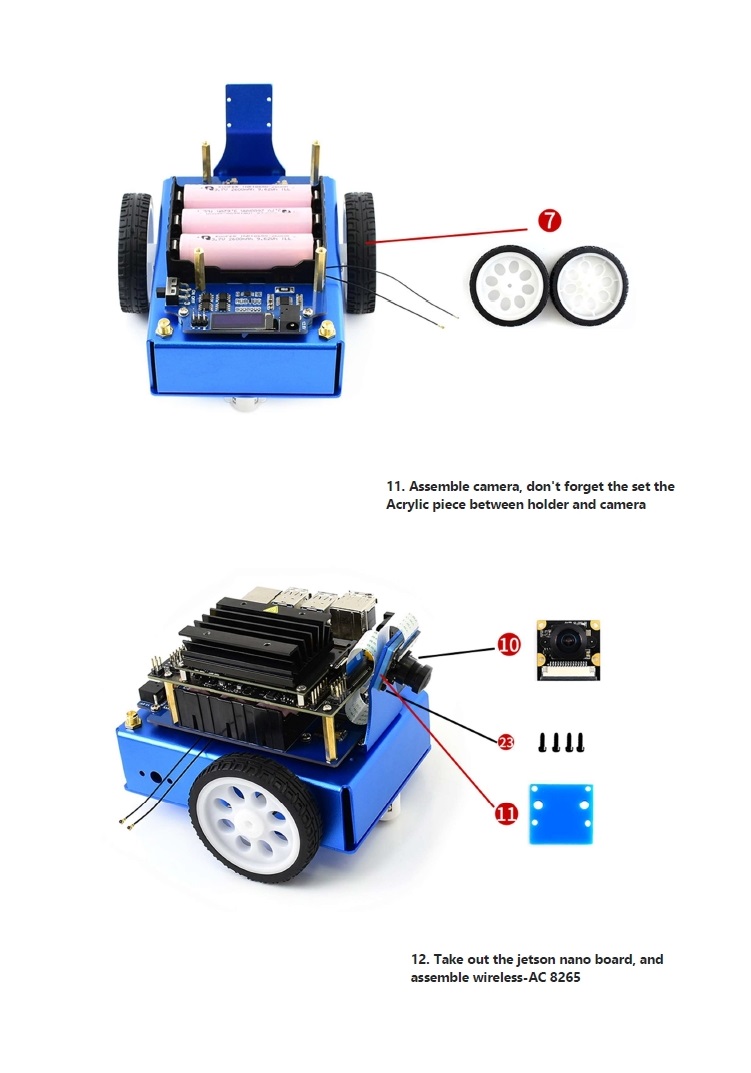 7
11. Assemble camera, don't forget the set the
Acrylic piece between holder and camera
10
23
11
12. Take out the jetson nano board, and
assemble wireless-AC 8265